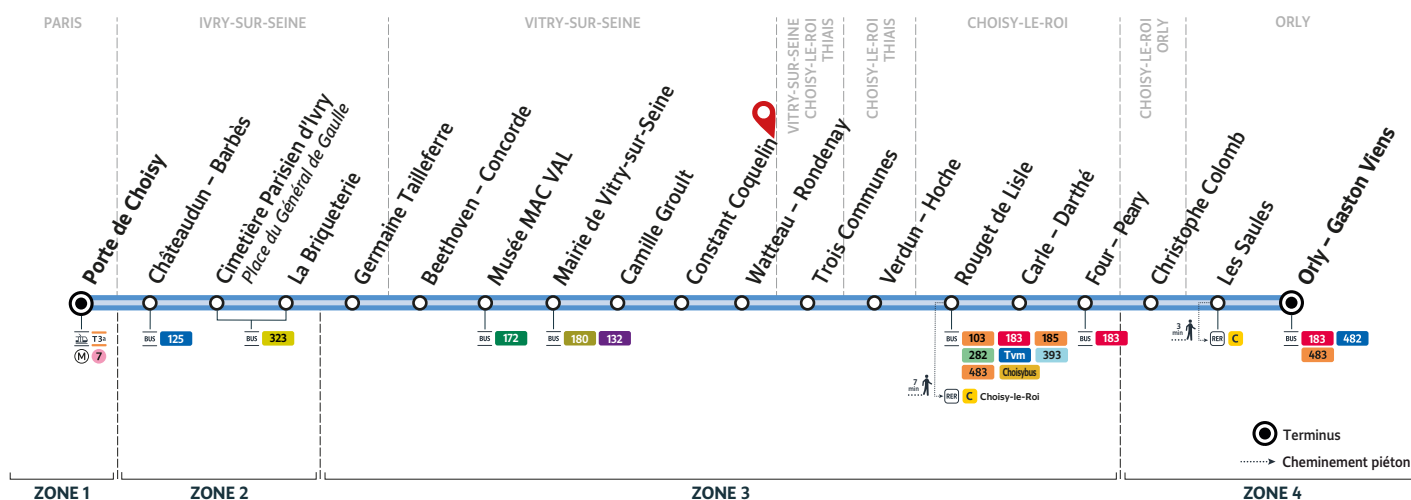 PARIS
IVRY-SUR-SEINE
VITRY-SUR-SEINE
VITRY-SUR-SEINE
CHOISY-LE-ROI
THIAIS
CHOISY-LE-ROI
THIAIS
CHOISY-LE-ROI
CHOISY-LE-ROI
ORLY
ORLY
Porte de Choisy
Châteaudun – Barbès
Cimetière Parisien d'Ivry
Place du Général de Gaulle
La Briqueterie
Germaine Tailleferre
Beethoven – Concorde
Musée MAC VAL
Mairie de Vitry-sur-Seine
Camille Groult
Constant Coquelin
Watteau – Rondenay
Trois Communes
Verdun – Hoche
Rouget de Lisle
Carle – Darthé
Four – Peary
Christophe Colomb
Les Saules
Orly – Gaston Viens
T3a
M 7
BUS 125
BUS 323
BUS 172
BUS 180 132
BUS 103 183 185
282 Tvm 393
483 Choisybus
7 min
RER C Choisy-le-Roi
BUS 183
3 min
RER C
BUS 183 482
483
Terminus
Cheminement piéton
ZONE 1
ZONE 2
ZONE 3
ZONE 4